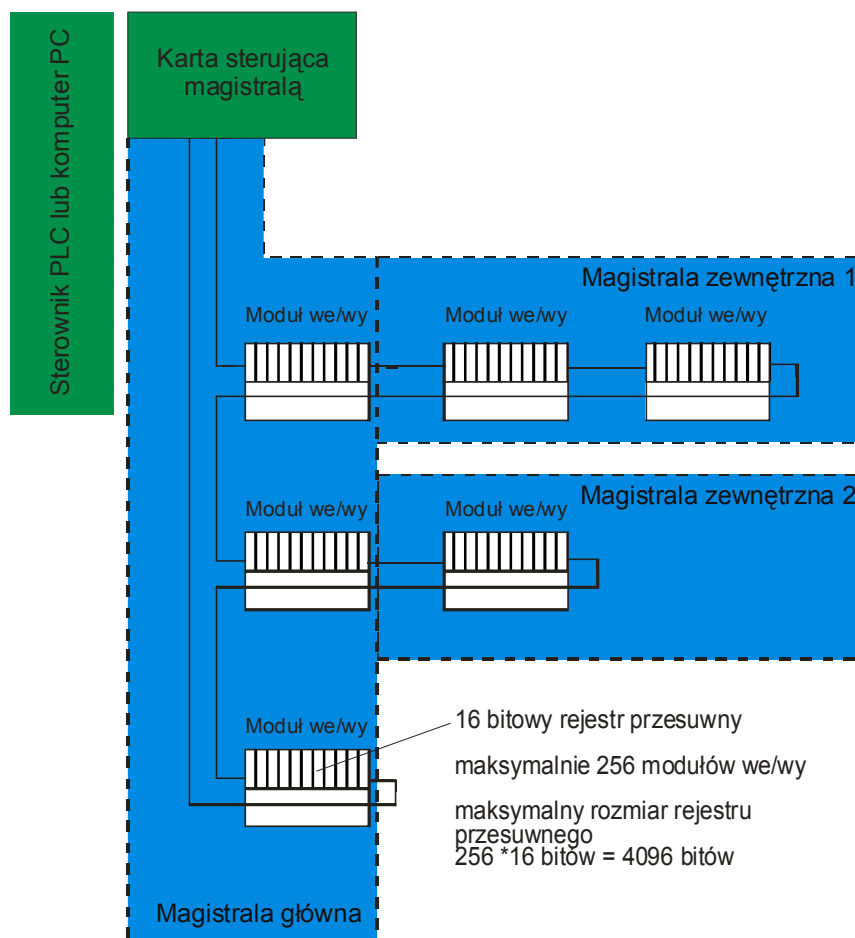 Sterownik PLC lub komputer PC
Karta sterująca
magistralą
Magistrala zewnętrzna 1
Moduł we/wy
Moduł we/wy
Moduł we/wy
Magistrala zewnętrzna 2
Moduł we/wy
Moduł we/wy
Moduł we/wy
16 bitowy rejestr przesuwny
maksymalnie 256 modułów we/wy
maksymalny rozmiar rejestru
przesuwnego
256 *16 bitów = 4096 bitów
Magistrala główna